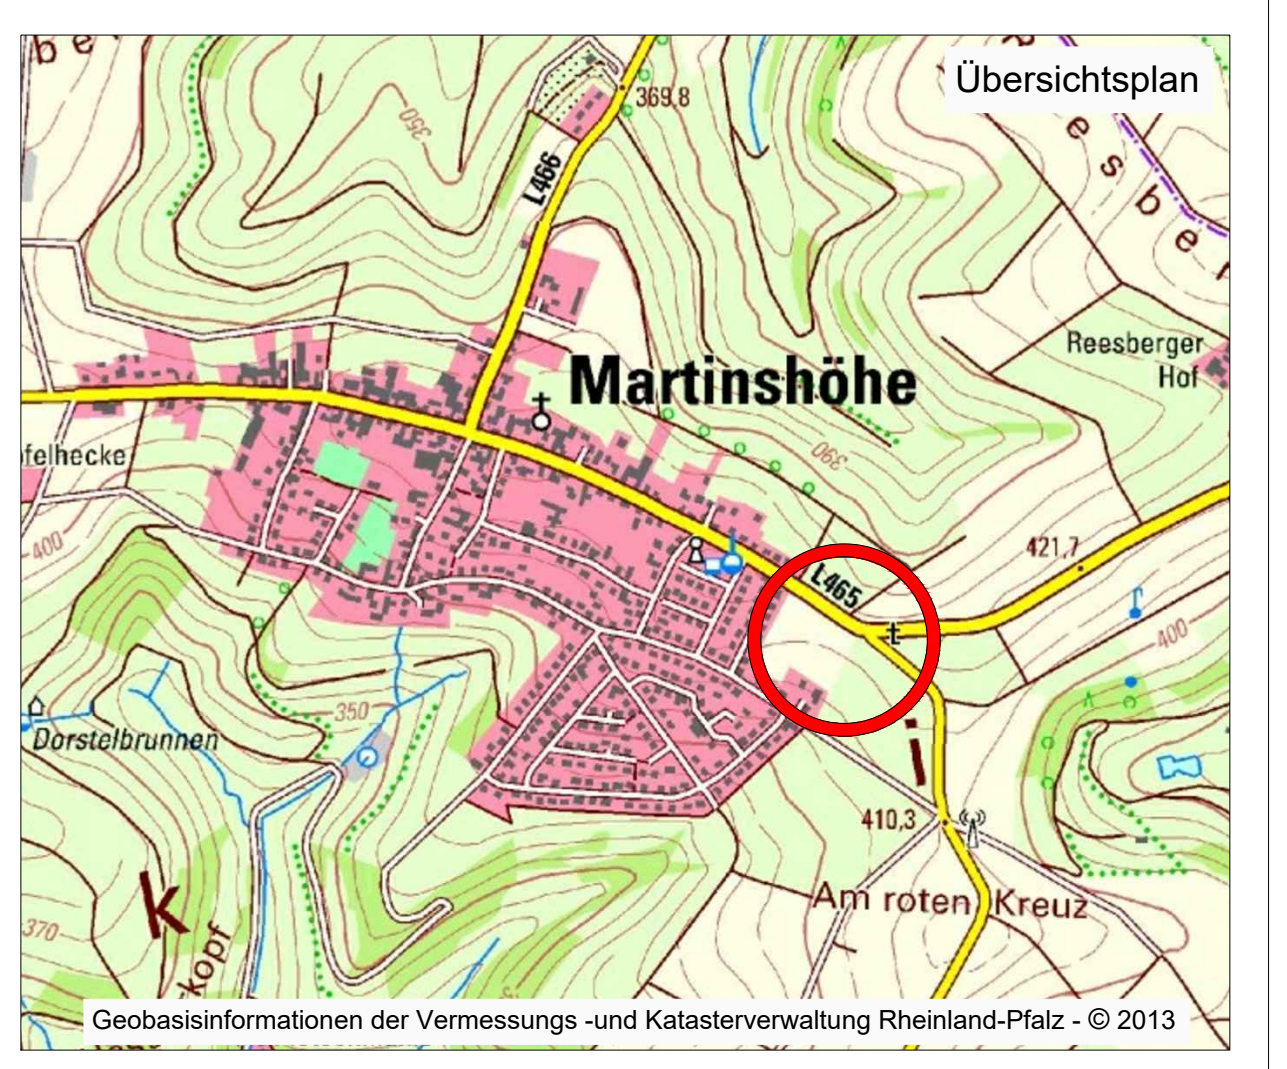 Übersichtsplan
369,8
350
L466
Reesberger
Hof
Martinshöhe
390
felhecke
400
421,7
L465
400
350
Dorstelbrunnen
410,3
Am roten Kreuz
K
370
kopf
Geobasisinformationen der Vermessungs -und Katasterverwaltung Rheinland-Pfalz - © 2013